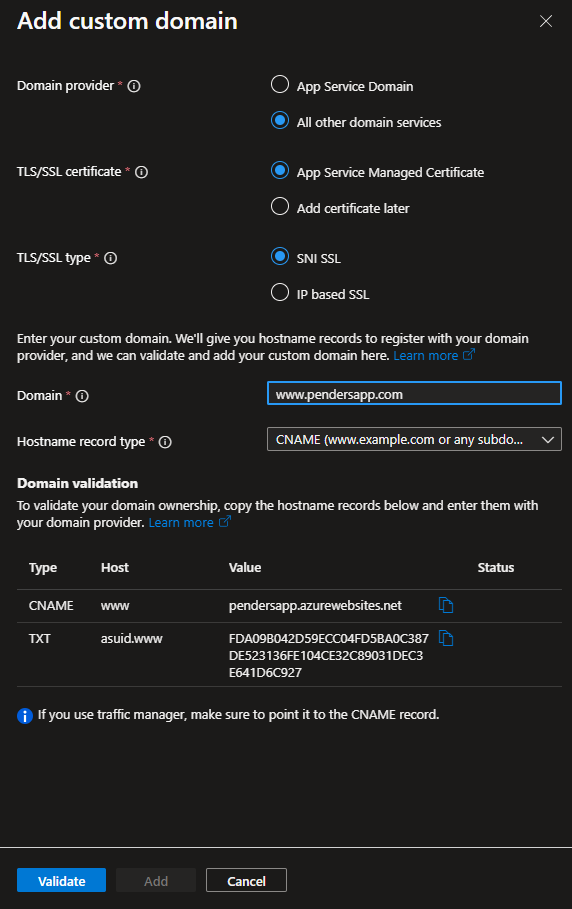 Add custom domain
Domain provider *
App Service Domain
All other domain services
TLS/SSL certificate *
App Service Managed Certificate
Add certificate later
TLS/SSL type *
SNI SSL
IP based SSL
Enter your custom domain. We'll give you hostname records to register with your domain
provider, and we can validate and add your custom domain here. Learn more
Domain *
www.pendersapp.com
Hostname record type *
CNAME (www.example.com or any subdo...
Domain validation
To validate your domain ownership, copy the hostname records below and enter them with
your domain provider. Learn more
Type Host Value Status
CNAME www pendersapp.azurewebsites.net
TXT asuid.www FDA09B042D59ECC04FD5BA0C387
DE523136FE104CE32C89031DEC3
E641D6C927
If you use traffic manager, make sure to point it to the CNAME record.
Validate Add Cancel